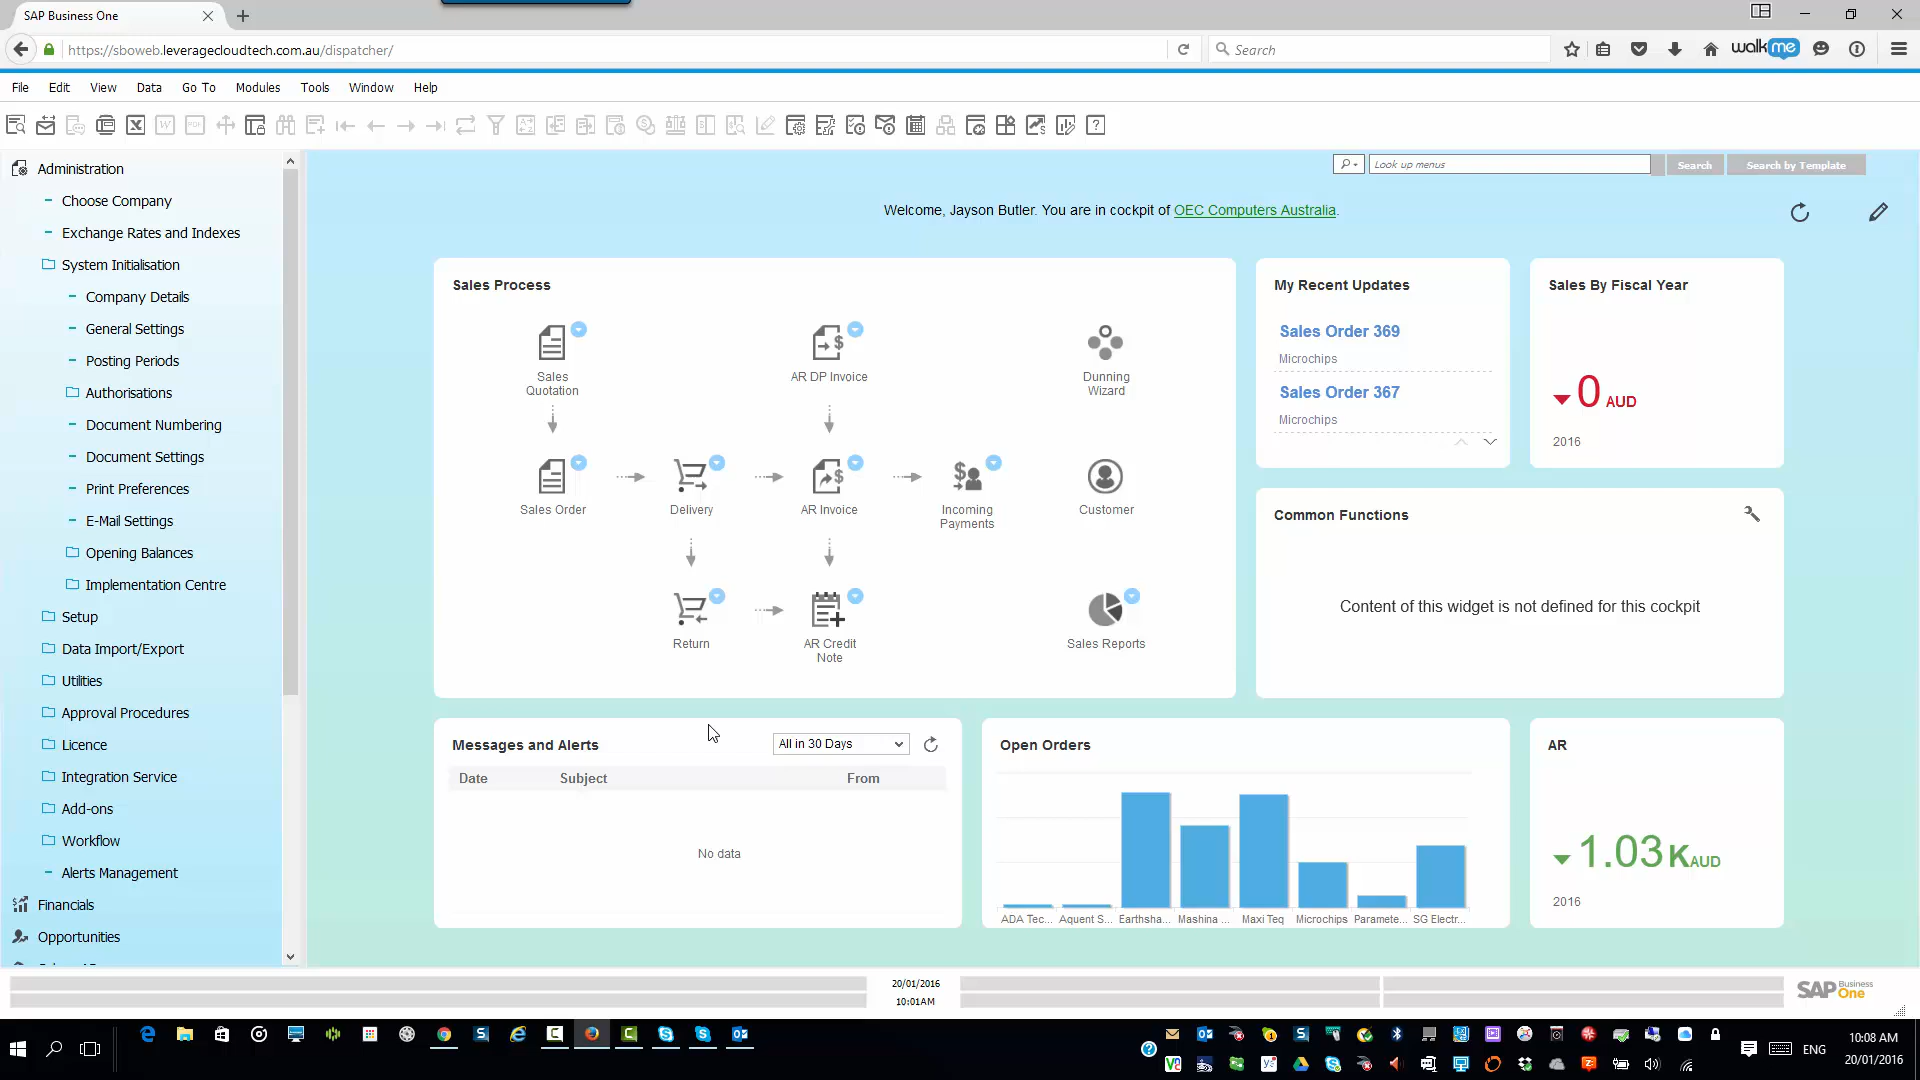 SAP Business One
https://sboweb.leveragecloudtech.com.au/dispatcher/
Search
walkme
File Edit View Data Go To Modules Tools Window Help
Look up menus
Search
Search by Template
Welcome, Jayson Butler. You are in cockpit of OEC Computers Australia.
Administration
Choose Company
Exchange Rates and Indexes
System Initialisation
Company Details
General Settings
Posting Periods
Authorisations
Document Numbering
Document Settings
Print Preferences
E-Mail Settings
Opening Balances
Implementation Centre
Setup
Data Import/Export
Utilities
Approval Procedures
Licence
Integration Service
Add-ons
Workflow
Alerts Management
Financials
Opportunities
Sales Process
Sales
Quotation
AR DP Invoice
Dunning
Wizard
Sales Order
Delivery
AR Invoice
Incoming
Payments
Customer
Return
AR Credit
Note
Sales Reports
My Recent Updates
Sales Order 369
Microchips
Sales Order 367
Microchips
Sales By Fiscal Year
0 AUD
2016
Common Functions
Content of this widget is not defined for this cockpit
Messages and Alerts
All in 30 Days
Date Subject From
No data
Open Orders
ADA Tec... Aquent S... Earthsha... Mashina ... Maxi Teq Microchips Paramete... SG Electr...
AR
1.03 K AUD
2016
20/01/2016
10:01AM
SAP Business One
ENG
10:08 AM
20/01/2016